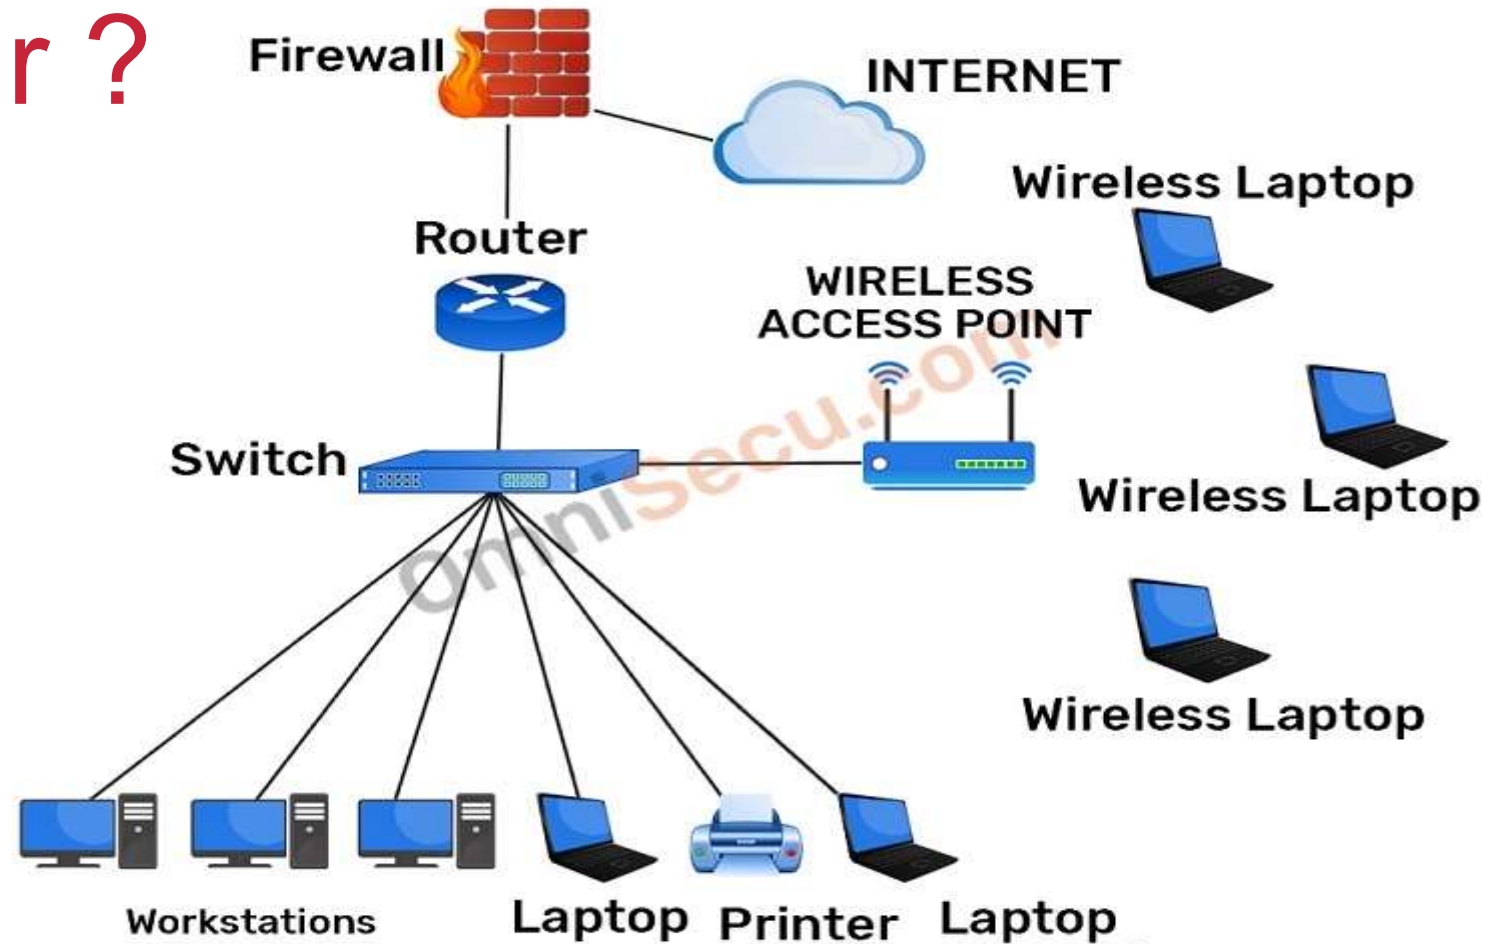 r ?
Firewall
INTERNET
Wireless Laptop
Router
WIRELESS
ACCESS POINT
Switch
Wireless Laptop
OmniSecu.com
Wireless Laptop
Workstations
Laptop
Printer
Laptop